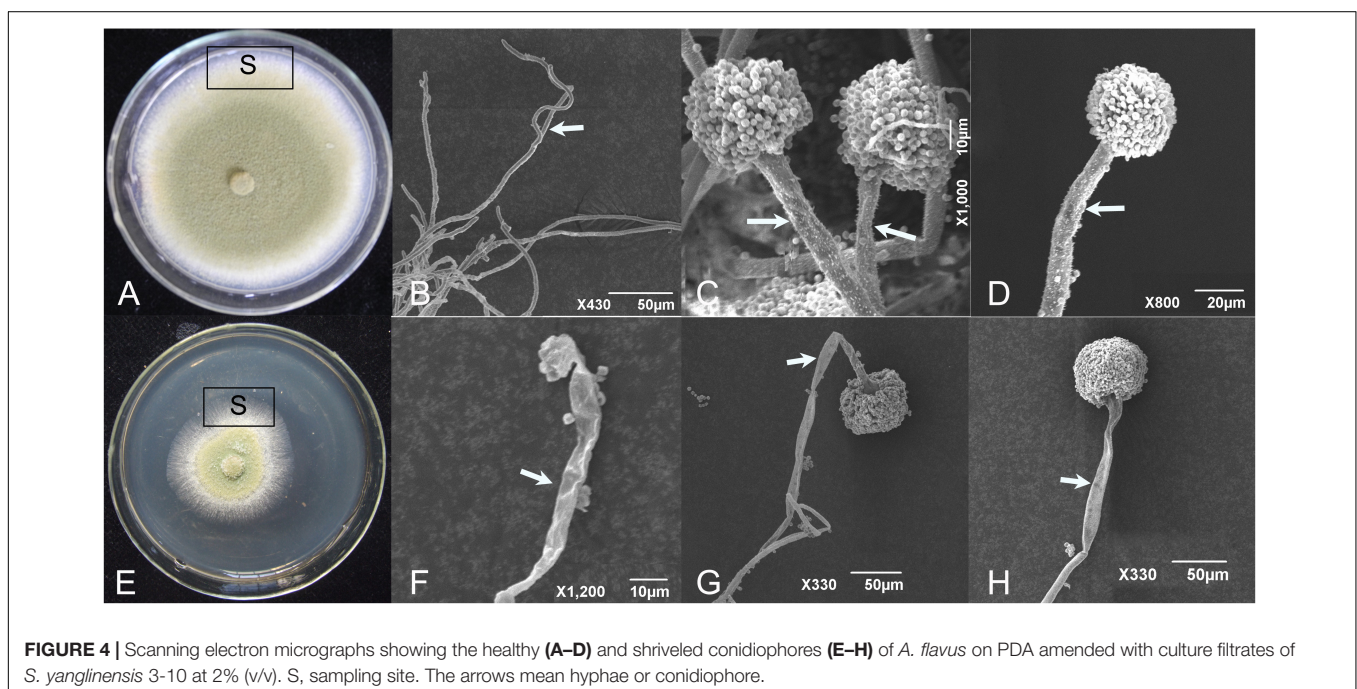 S
A
B
X430 50µm
C
X1,000 10µm
D
X800 20µm
S
E
F
X1,200 10µm
G
X330 50µm
H
X330 50µm
FIGURE 4 | Scanning electron micrographs showing the healthy (A–D) and shriveled conidiophores (E–H) of A. flavus on PDA amended with culture filtrates of
S. yanglinensis 3-10 at 2% (v/v). S, sampling site. The arrows mean hyphae or conidiophore.